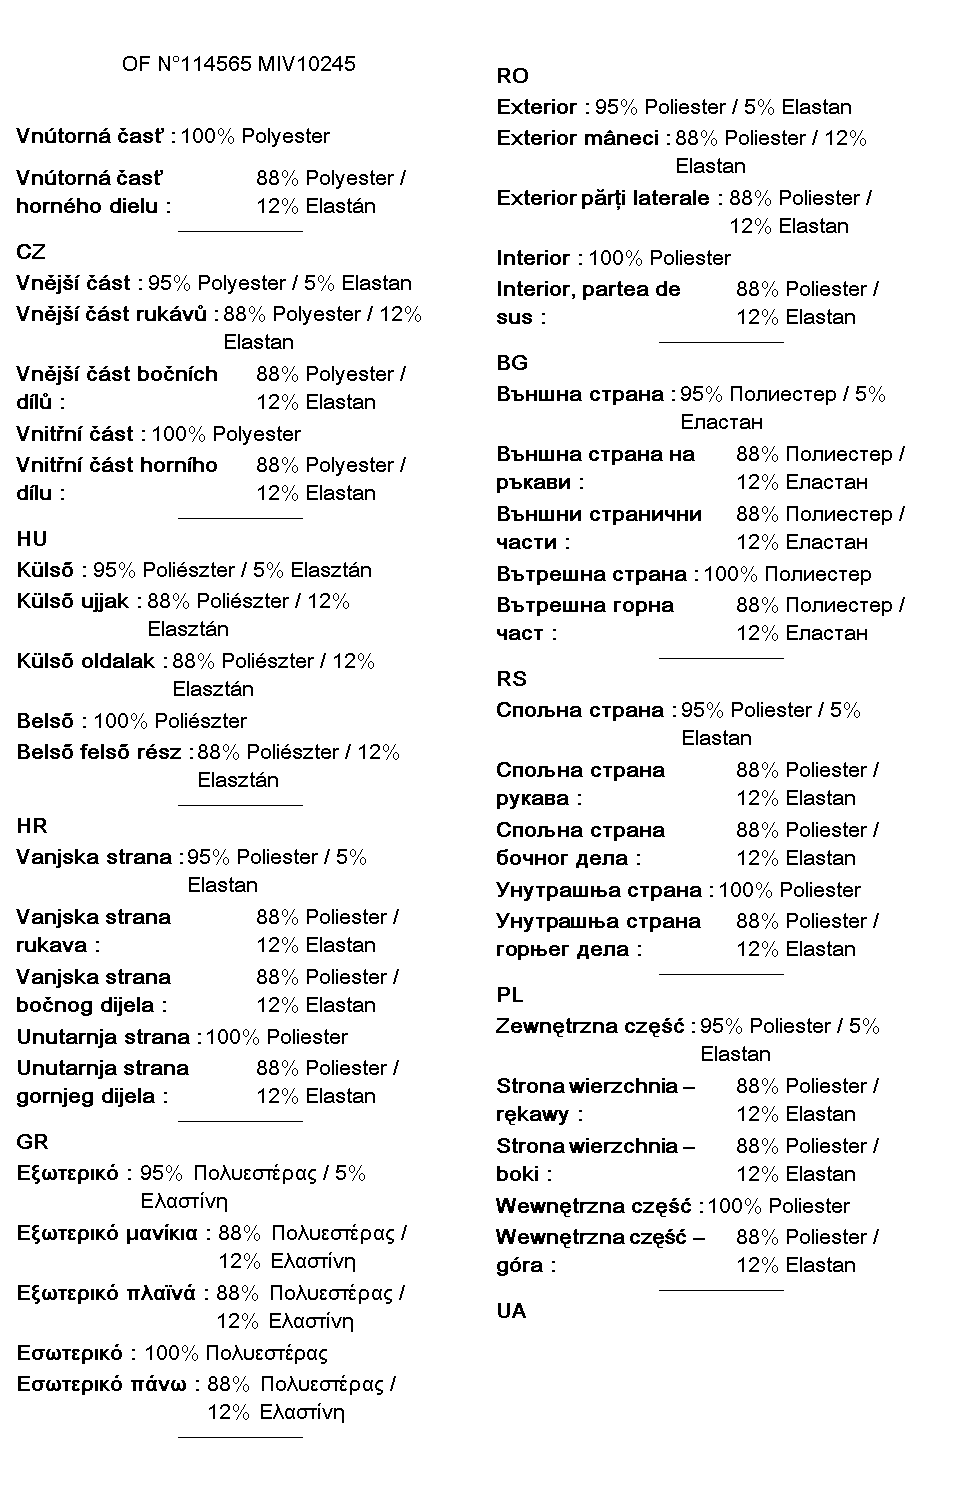 OF N°114565 MIV10245
Vnútorná časť : 100% Polyester
Vnútorná časť 88% Polyester /
horného dielu : 12% Elastán
CZ
Vnější část : 95% Polyester / 5% Elastan
Vnější část rukávů : 88% Polyester / 12%
Elastan
Vnější část bočních 88% Polyester /
dílů : 12% Elastan
Vnitřní část : 100% Polyester
Vnitřní část horního 88% Polyester /
dílu : 12% Elastan
HU
Külső : 95% Poliészter / 5% Elasztán
Külső ujjak : 88% Poliészter / 12%
Elasztán
Külső oldalak : 88% Poliészter / 12%
Elasztán
Belső : 100% Poliészter
Belső felső rész : 88% Poliészter / 12%
Elasztán
HR
Vanjska strana : 95% Poliester / 5%
Elastan
Vanjska strana 88% Poliester /
rukava : 12% Elastan
Vanjska strana 88% Poliester /
bočnog dijela : 12% Elastan
Unutarnja strana : 100% Poliester
Unutarnja strana 88% Poliester /
gornjeg dijela : 12% Elastan
GR
Εξωτερικό : 95% Πολυεστέρας / 5%
Ελαστίνη
Εξωτερικό μανίκια : 88% Πολυεστέρας /
12% Ελαστίνη
Εξωτερικό πλαϊνά : 88% Πολυεστέρας /
12% Ελαστίνη
Εσωτερικό : 100% Πολυεστέρας
Εσωτερικό πάνω : 88% Πολυεστέρας /
12% Ελαστίνη
RO
Exterior : 95% Poliester / 5% Elastan
Exterior mâneci : 88% Poliester / 12%
Elastan
Exterior părți laterale : 88% Poliester /
12% Elastan
Interior : 100% Poliester
Interior, partea de 88% Poliester /
sus : 12% Elastan
BG
Външна страна : 95% Полиестер / 5%
Еластан
Външна страна на 88% Полиестер /
ръкави : 12% Еластан
Външни странични 88% Полиестер /
части : 12% Еластан
Вътрешна страна : 100% Полиестер
Вътрешна горна 88% Полиестер /
част : 12% Еластан
RS
Спољна страна : 95% Poliester / 5%
Elastan
Спољна страна 88% Poliester /
рукава : 12% Elastan
Спољна страна 88% Poliester /
бочног дела : 12% Elastan
Унутрашња страна : 100% Poliester
Унутрашња страна 88% Poliester /
горњег дела : 12% Elastan
PL
Zewnętrzna część : 95% Poliester / 5%
Elastan
Strona wierzchnia – 88% Poliester /
rękawy : 12% Elastan
Strona wierzchnia – 88% Poliester /
boki : 12% Elastan
Wewnętrzna część : 100% Poliester
Wewnętrzna część – 88% Poliester /
góra : 12% Elastan
UA